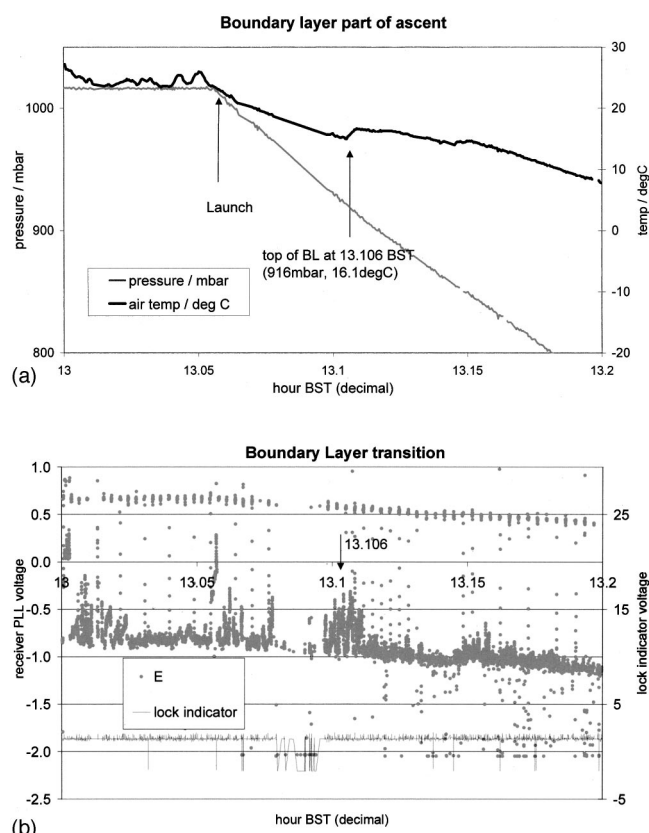 Boundary layer part of ascent
1000
900
800
pressure / mbar
30
20
10
0
-10
-20
temp / degC
Launch
top of BL at 13.106 BST
(916mbar, 16.1degC)
pressure / mbar
air temp / deg C
13
13.05
13.1
13.15
13.2
hour BST (decimal)
(a)
Boundary Layer transition
1.0
0.5
0.0
-0.5
-1.0
-1.5
-2.0
-2.5
receiver PLL voltage
25
15
5
-5
lock indicator voltage
13.106
13
13.05
13.1
13.15
13.2
E
lock indicator
hour BST (decimal)
(b)